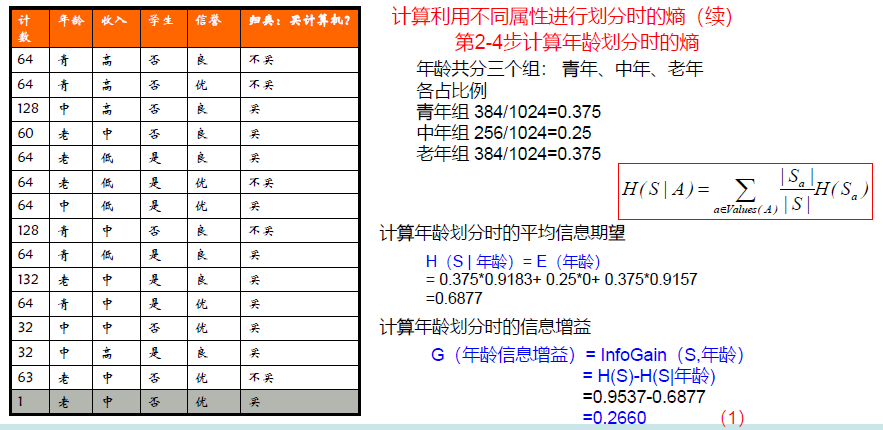 计数 年龄 收入 学生 信誉 归类：买计算机？
64 青 高 否 良 不买
64 青 高 否 优 不买
128 中 高 否 良 买
60 老 中 否 良 买
64 老 低 是 良 买
64 老 低 是 优 不买
64 中 低 是 优 买
128 青 中 否 良 不买
64 青 低 是 良 买
132 老 中 是 良 买
64 青 中 是 优 买
32 中 中 否 优 买
32 中 高 是 良 买
63 老 中 否 优 不买
1 老 中 否 优 买
计算利用不同属性进行划分时的熵（续）
第2-4步计算年龄划分时的熵
年龄共分三个组： 青年、中年、老年
各占比例
青年组 384/1024=0.375
中年组 256/1024=0.25
老年组 384/1024=0.375
H(S|A)= ∑ a∈Values(A) |Sa|/|S| H(Sa)
计算年龄划分时的平均信息期望
H（S | 年龄）= E（年龄）
= 0.375*0.9183+ 0.25*0+ 0.375*0.9157
=0.6877
计算年龄划分时的信息增益
G（年龄信息增益）= InfoGain（S,年龄）
= H(S)-H(S|年龄)
=0.9537-0.6877
=0.2660 （1）